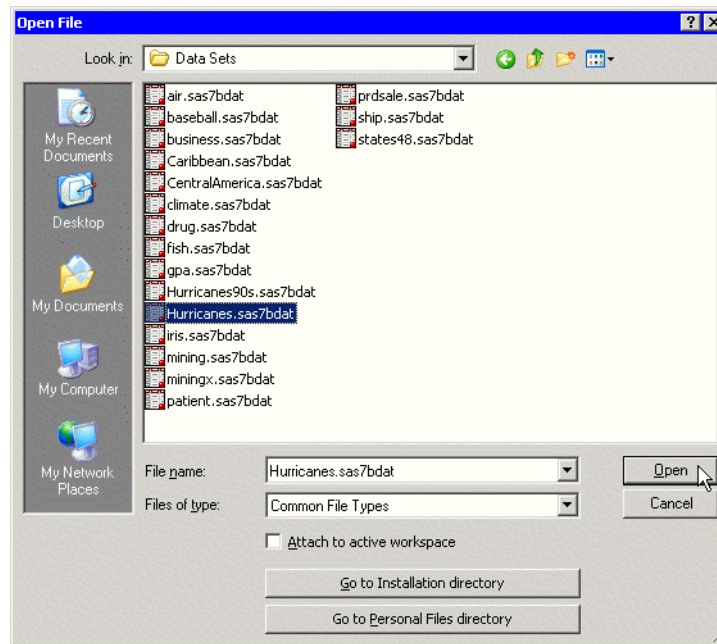 Open File
Look in: Data Sets
My Recent Documents
Desktop
My Documents
My Computer
My Network Places
air.sas7bdat
baseball.sas7bdat
business.sas7bdat
Caribbean.sas7bdat
CentralAmerica.sas7bdat
climate.sas7bdat
drug.sas7bdat
fish.sas7bdat
gpa.sas7bdat
Hurricanes90s.sas7bdat
Hurricanes.sas7bdat
iris.sas7bdat
mining.sas7bdat
miningx.sas7bdat
patient.sas7bdat
prdsale.sas7bdat
ship.sas7bdat
states48.sas7bdat
File name: Hurricanes.sas7bdat Open
Files of type: Common File Types Cancel
Attach to active workspace
Go to Installation directory
Go to Personal Files directory